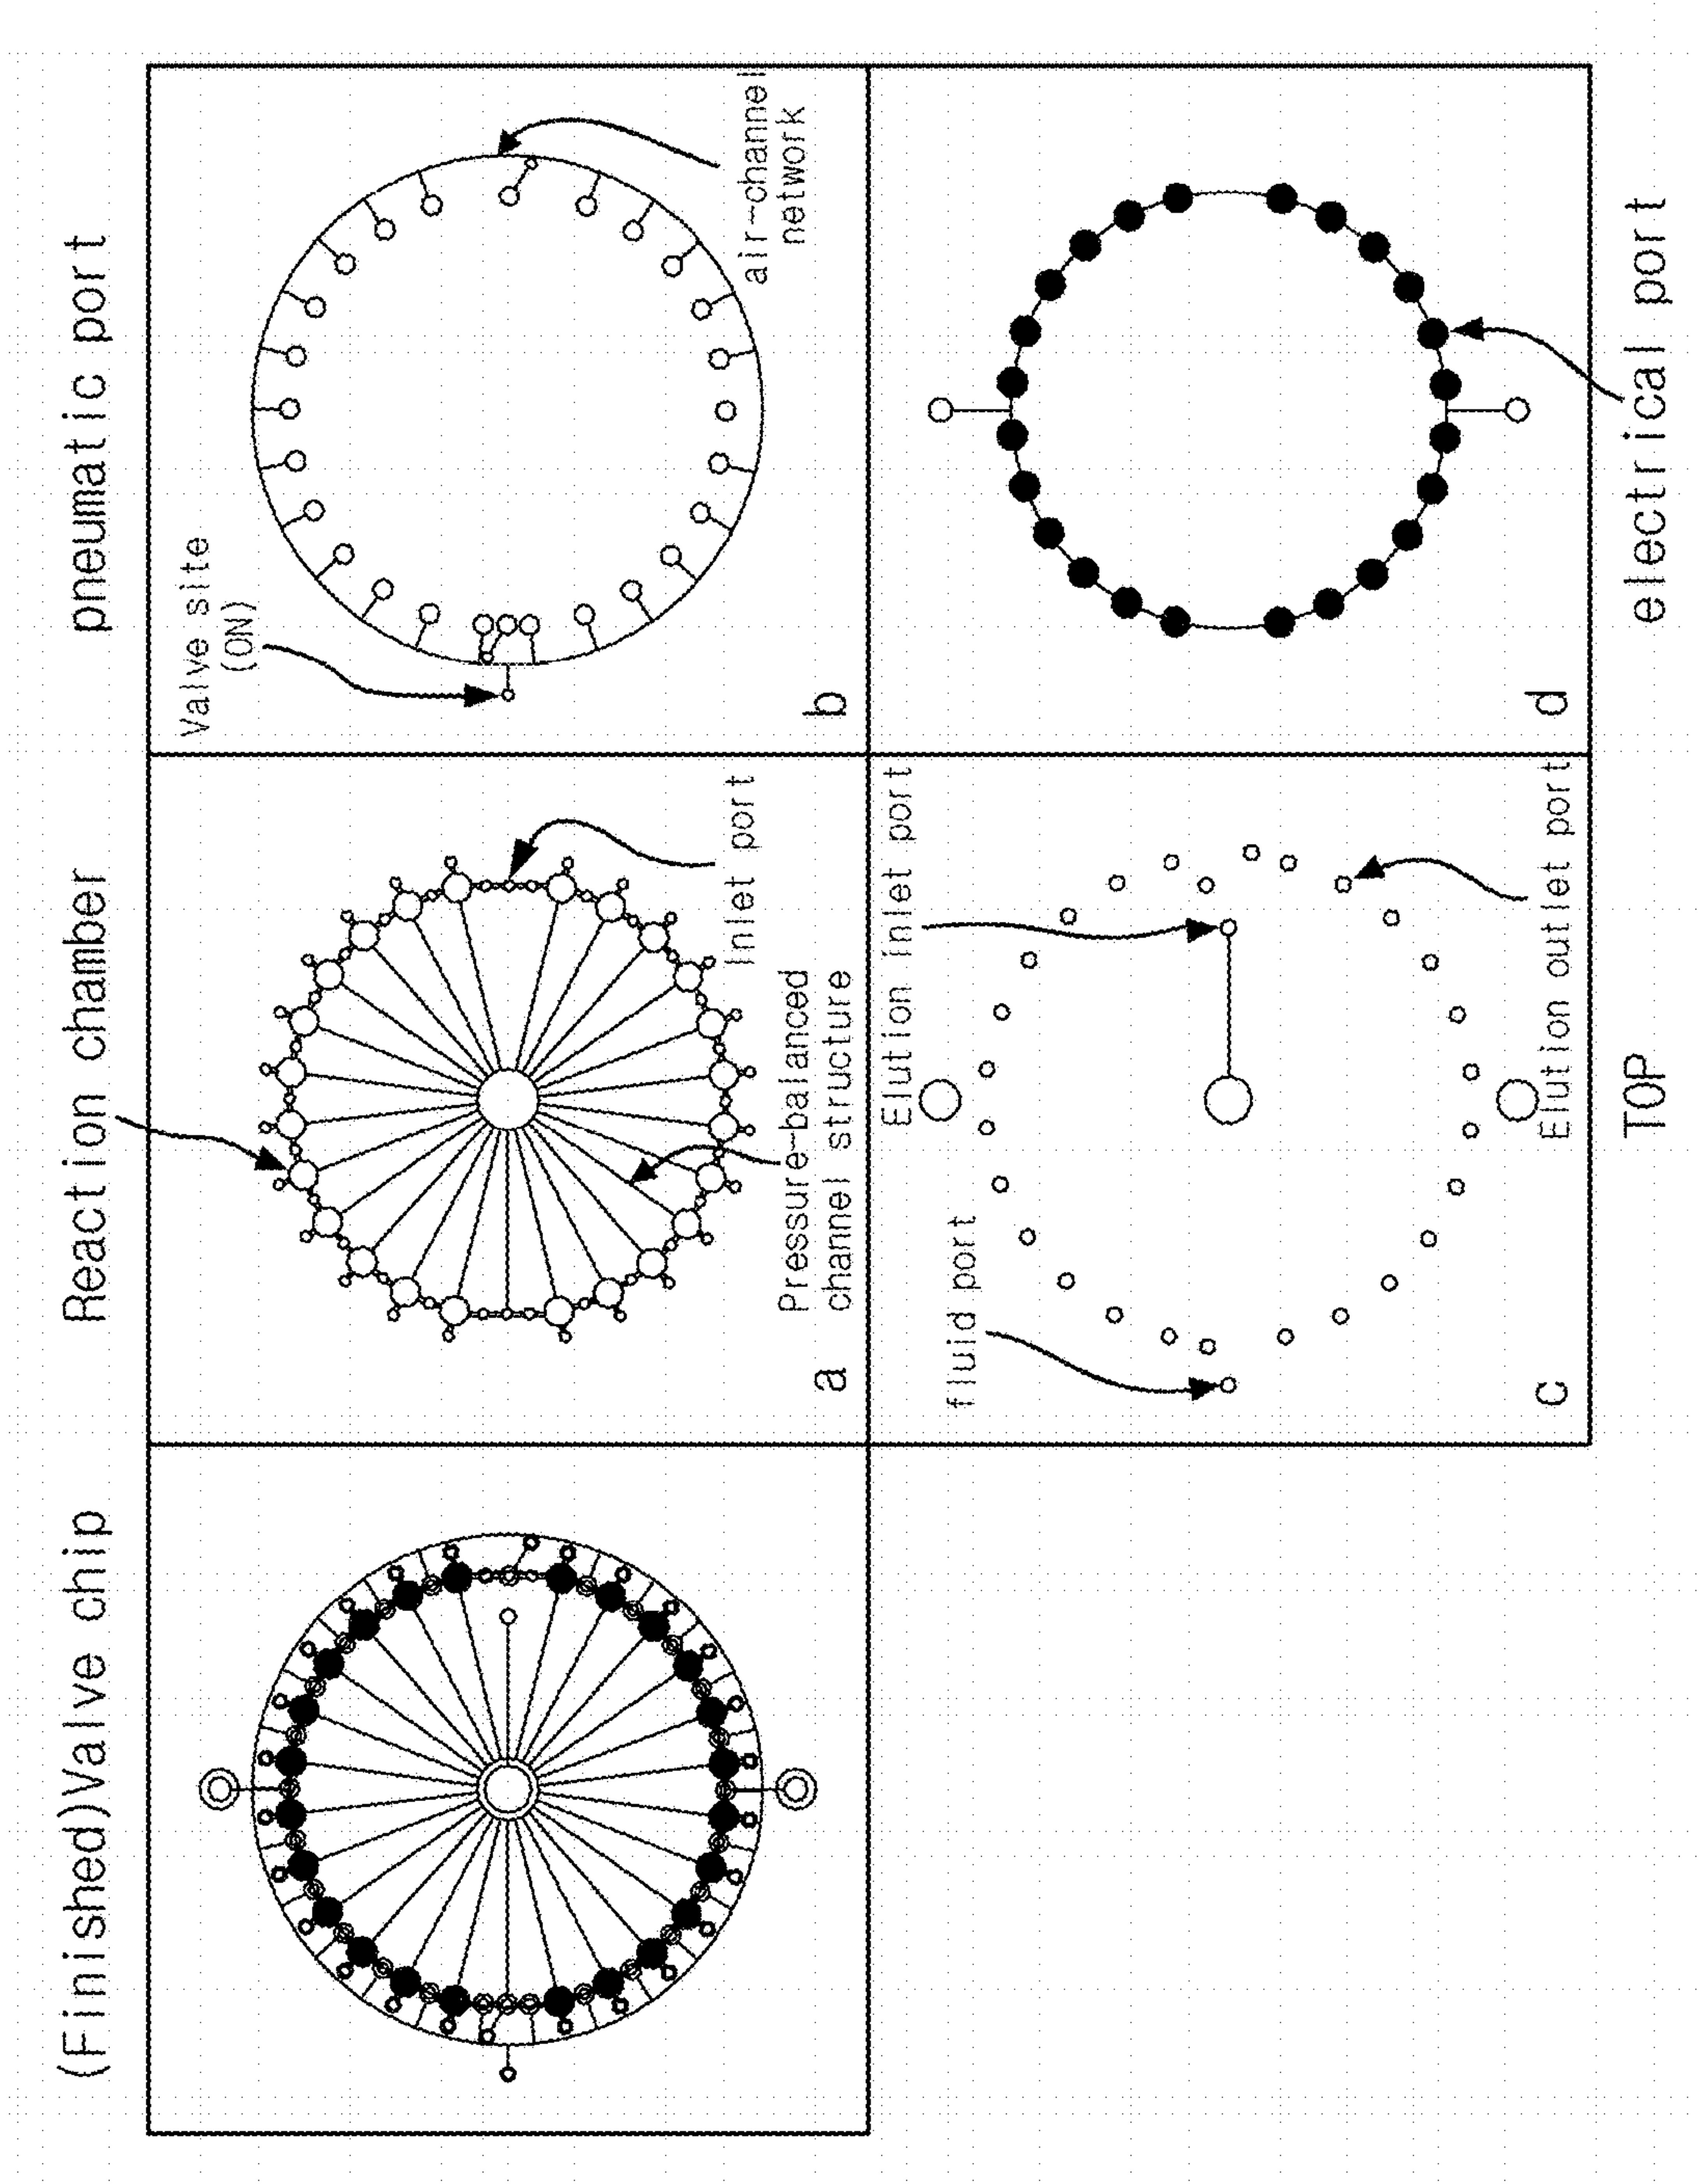 (Finished)Valve chip
Reaction chamber
pneumatic port
Inlet port
Pressure-balanced
channel structure
a
Valve site
(ON)
air-channel
network
b
Elution inlet port
fluid port
Elution outlet port
c
d
TOP
electrical port